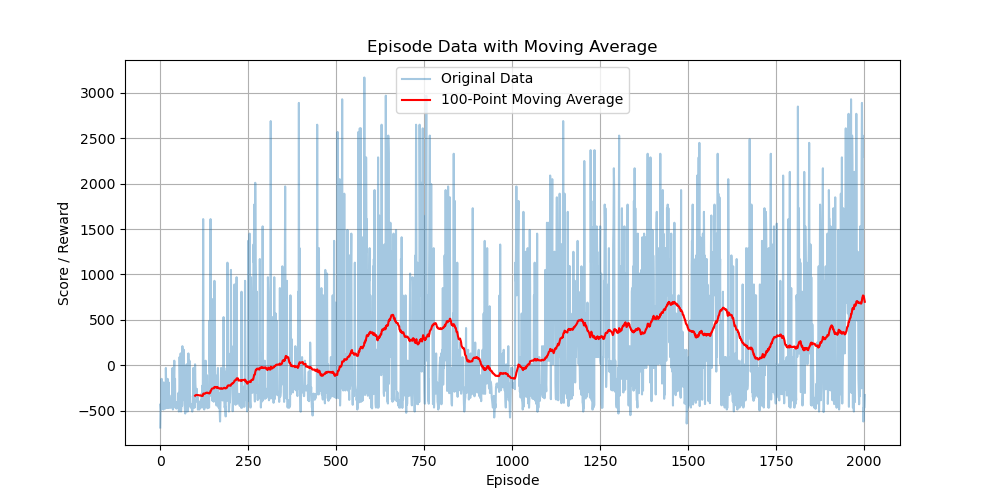 Episode Data with Moving Average
Original Data
100-Point Moving Average
Score / Reward
3000
2500
2000
1500
1000
500
0
−500
0 250 500 750 1000 1250 1500 1750 2000
Episode